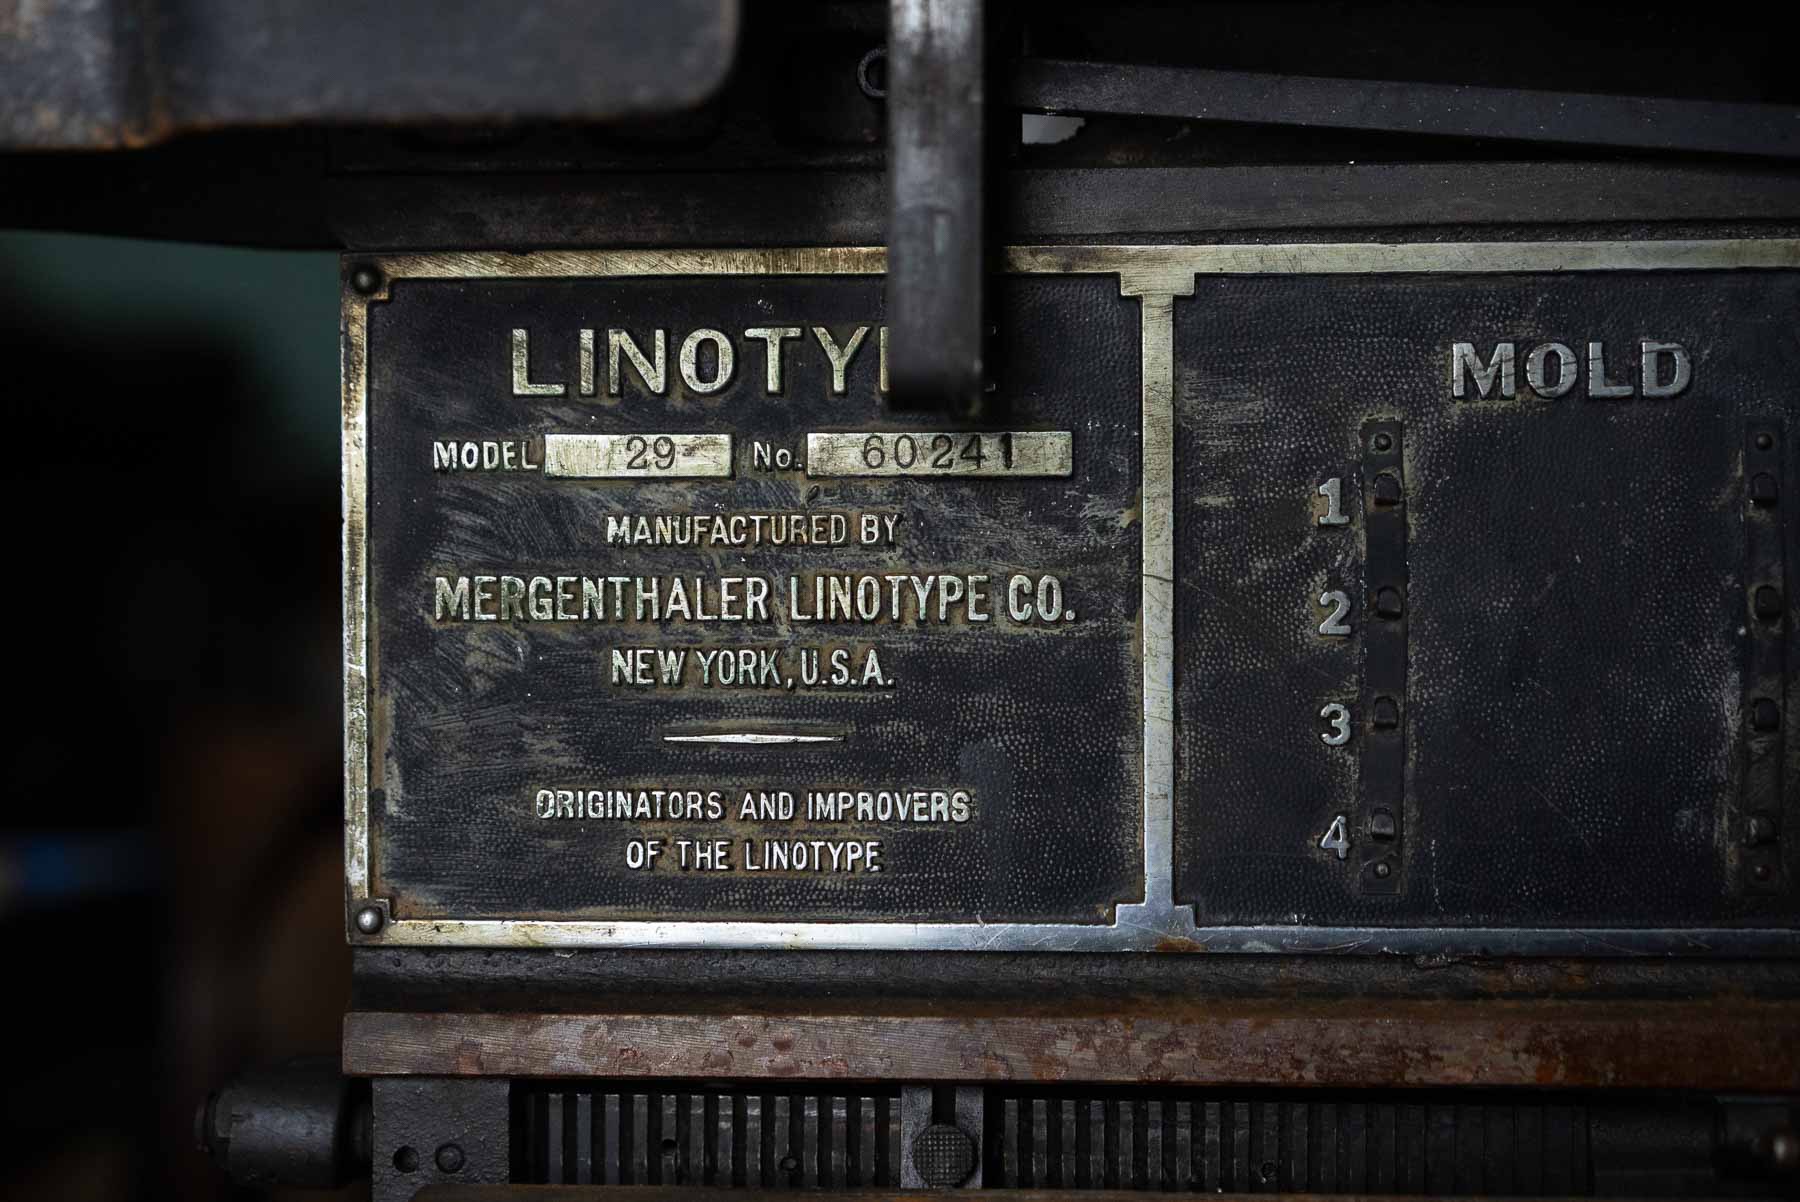 LINOTYPE
MODEL 29 No. 60241
MANUFACTURED BY
MERGENTHALER LINOTYPE CO.
NEW YORK, U.S.A.
ORIGINATORS AND IMPROVERS
OF THE LINOTYPE
MOLD
1
2
3
4